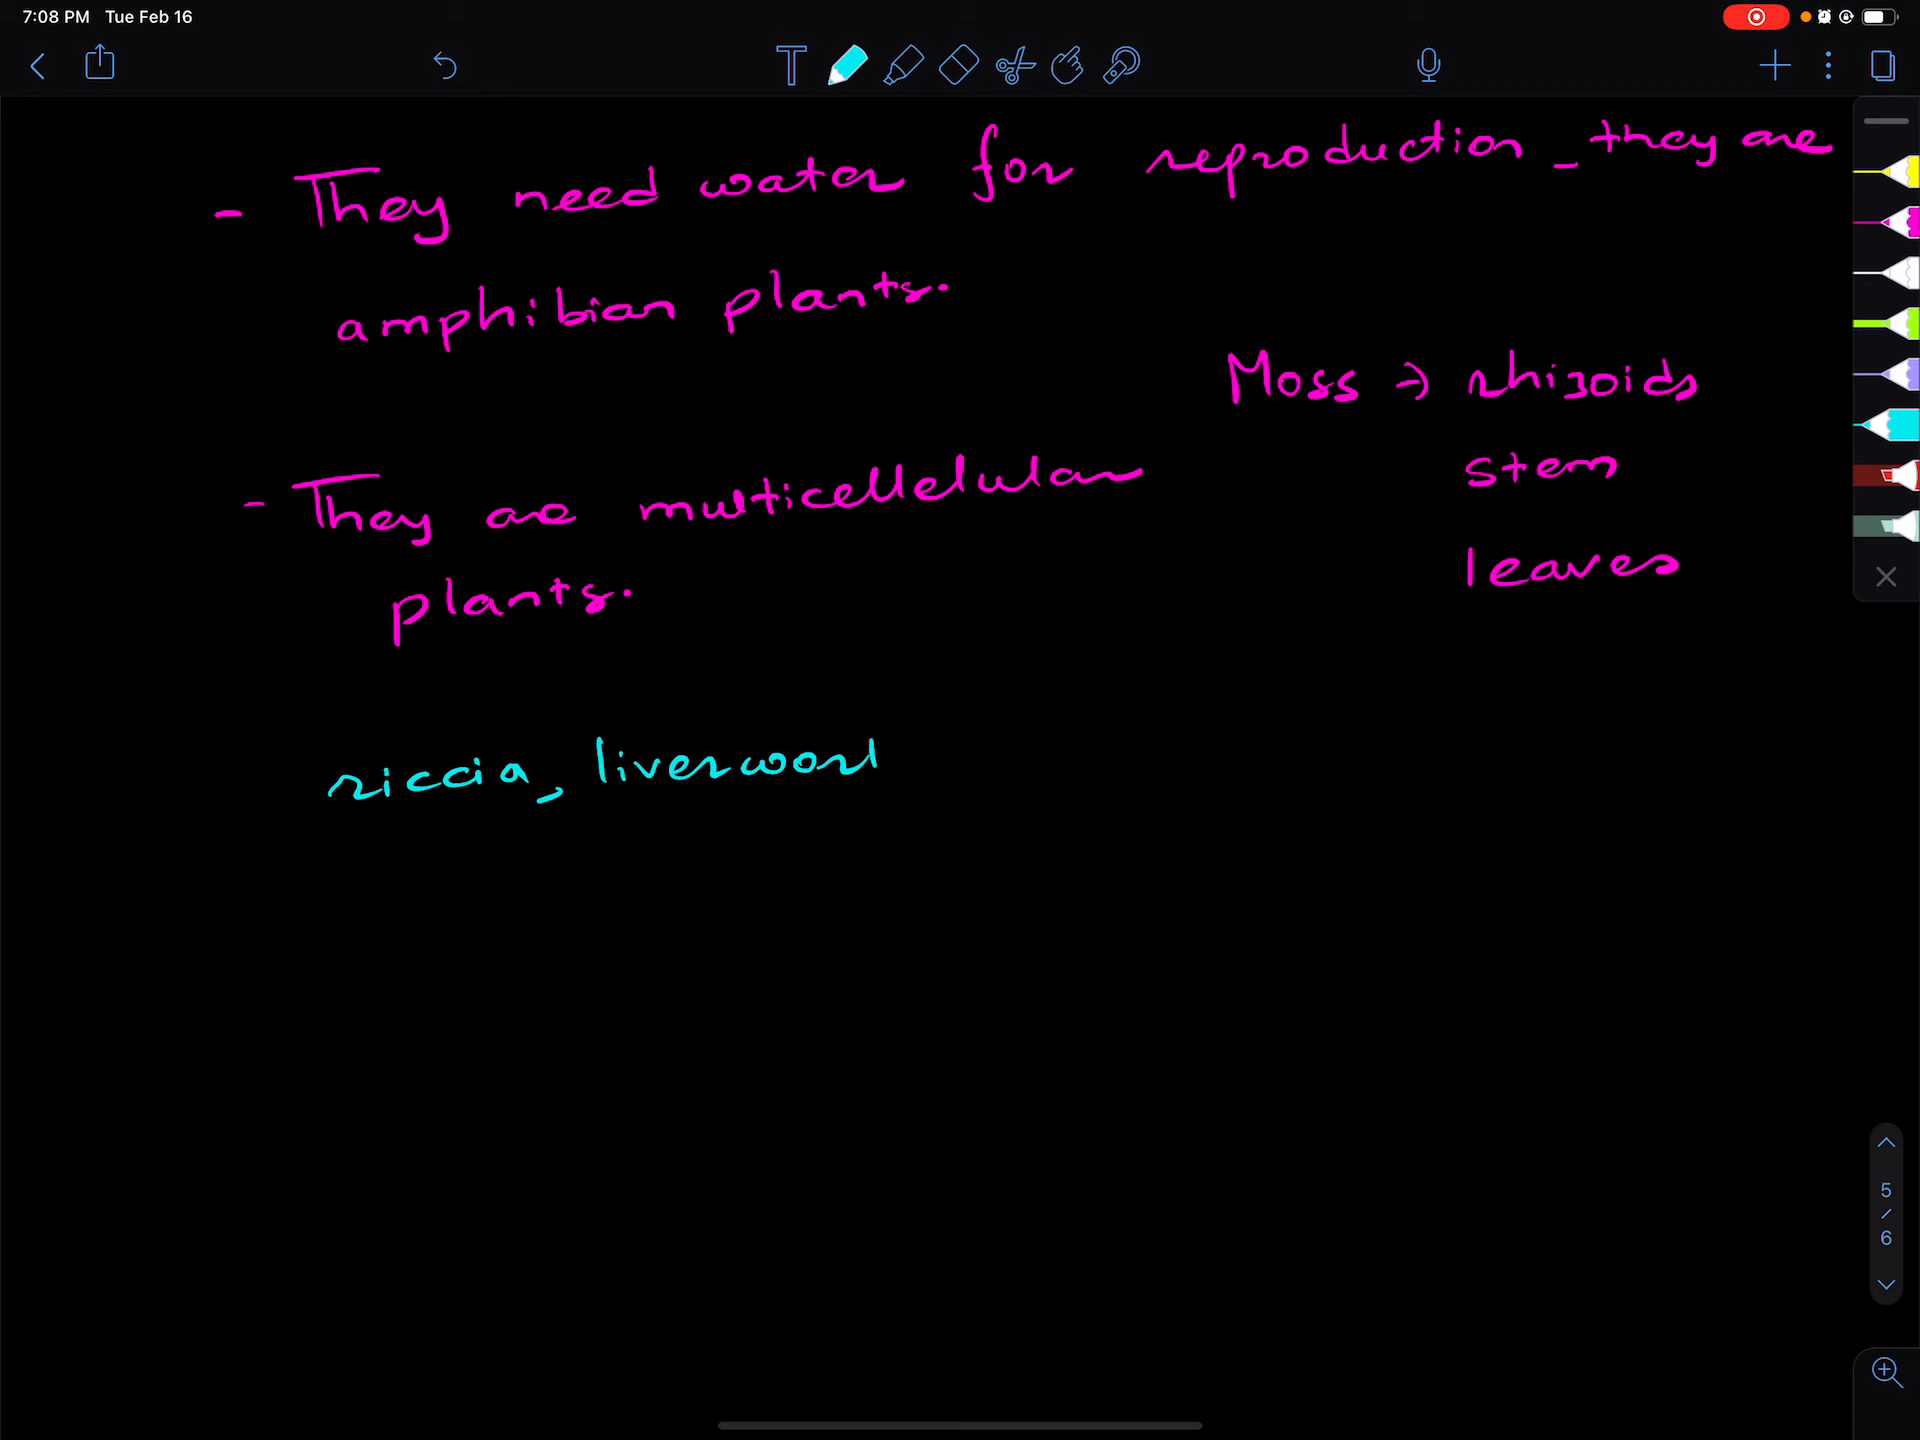 7:08 PM Tue Feb 16
- They need water for reproduction - they are
amphibian plants.
Moss → rhizoids
stem
leaves
- They are multicellelular
plants.
riccia, liverworl
5
/
6